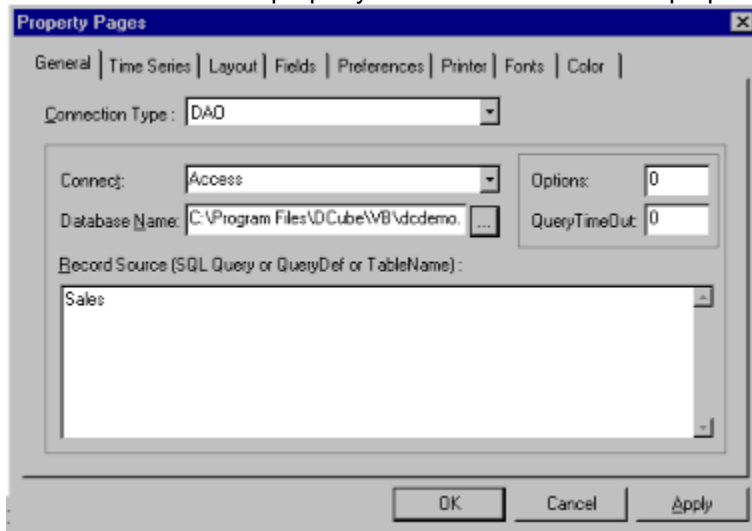 Property Pages
General Time Series Layout Fields Preferences Printer Fonts Color
Connection Type : DAO
Connect: Access
Options: 0
Database Name: C:\Program Files\DCube\VB\dcdemo. ...
QueryTimeOut: 0
Record Source (SQL Query or QueryDef or TableName) :
Sales
OK Cancel Apply